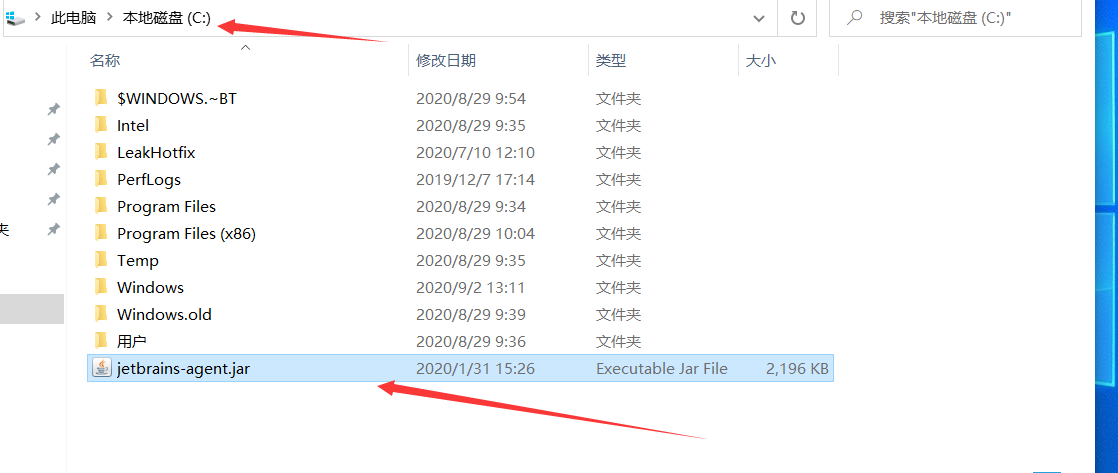 此电脑 本地磁盘 (C:) 搜索"本地磁盘 (C:)"
名称 修改日期 类型 大小
$WINDOWS.~BT 2020/8/29 9:54 文件夹
Intel 2020/8/29 9:35 文件夹
LeakHotfix 2020/7/10 12:10 文件夹
PerfLogs 2019/12/7 17:14 文件夹
Program Files 2020/8/29 9:34 文件夹
夹 Program Files (x86) 2020/8/29 10:04 文件夹
Temp 2020/8/29 9:35 文件夹
Windows 2020/9/2 13:11 文件夹
Windows.old 2020/8/29 9:39 文件夹
用户 2020/8/29 9:36 文件夹
jetbrains-agent.jar 2020/1/31 15:26 Executable Jar File 2,196 KB